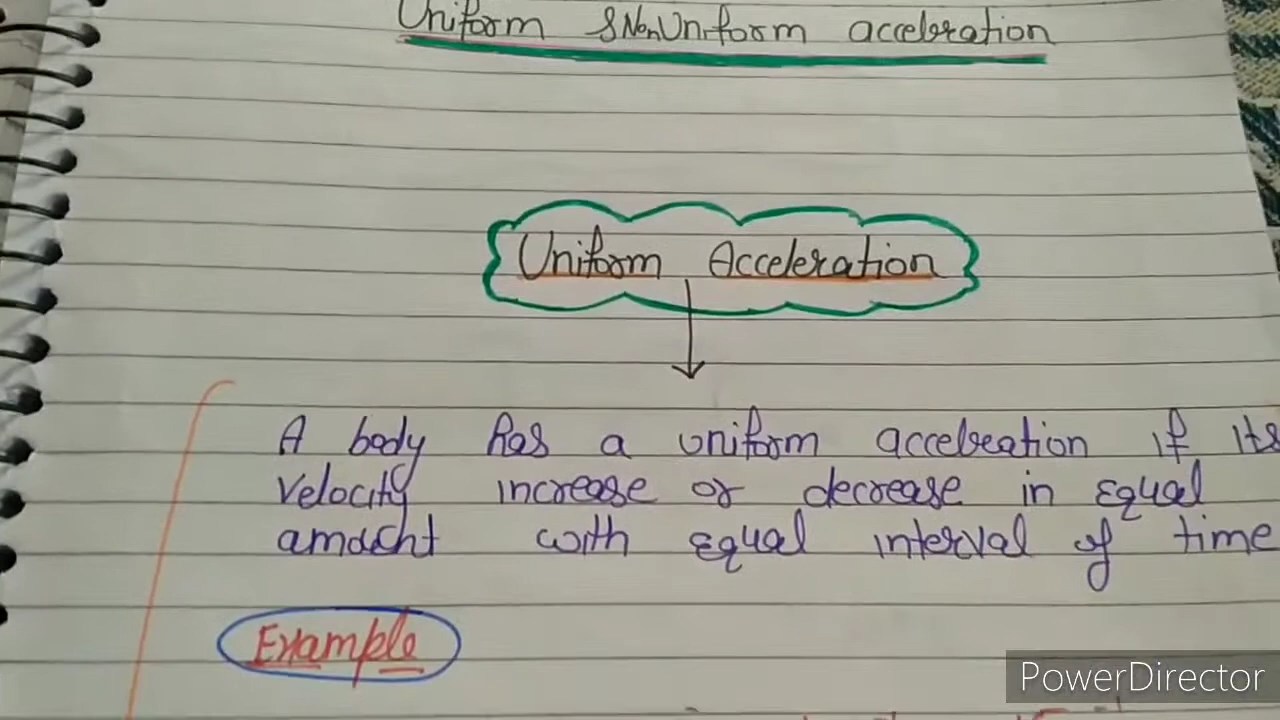 Uniform & Non Uniform acceleration
Uniform Acceleration
A body has a uniform acceleration if its
velocity increase or decrease in equal
amount with equal interval of time
Example
PowerDirector